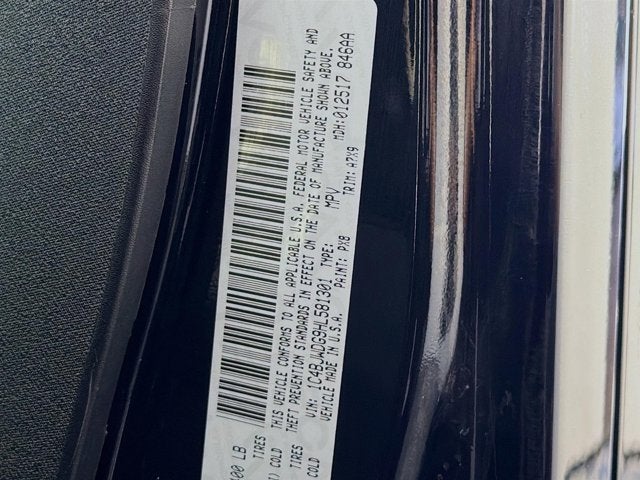 400 LB
TIRES
COLD
TIRES
COLD
THIS VEHICLE CONFORMS TO ALL APPLICABLE U.S.A. FEDERAL MOTOR VEHICLE SAFETY AND
THEFT PREVENTION STANDARDS IN EFFECT ON THE DATE OF MANUFACTURE SHOWN ABOVE.
VIN: 1C4BJWDG9HL581301 TYPE: MPV MDH:012517 846AA
VEHICLE MADE IN U.S.A. PAINT: PX8 TRIM: A7X9